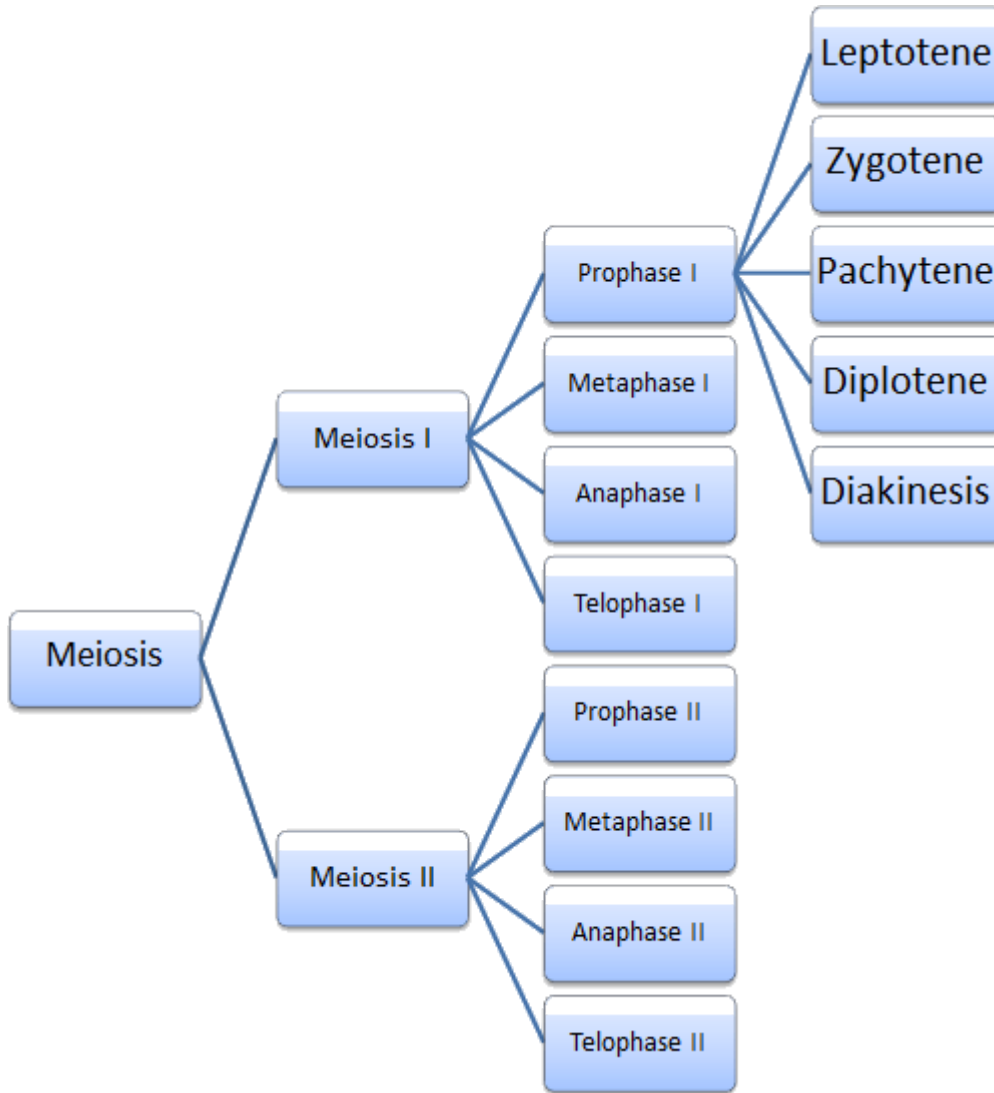 Leptotene
Zygotene
Prophase I
Pachytene
Metaphase I
Diplotene
Meiosis I
Anaphase I
Diakinesis
Telophase I
Meiosis
Prophase II
Metaphase II
Meiosis II
Anaphase II
Telophase II